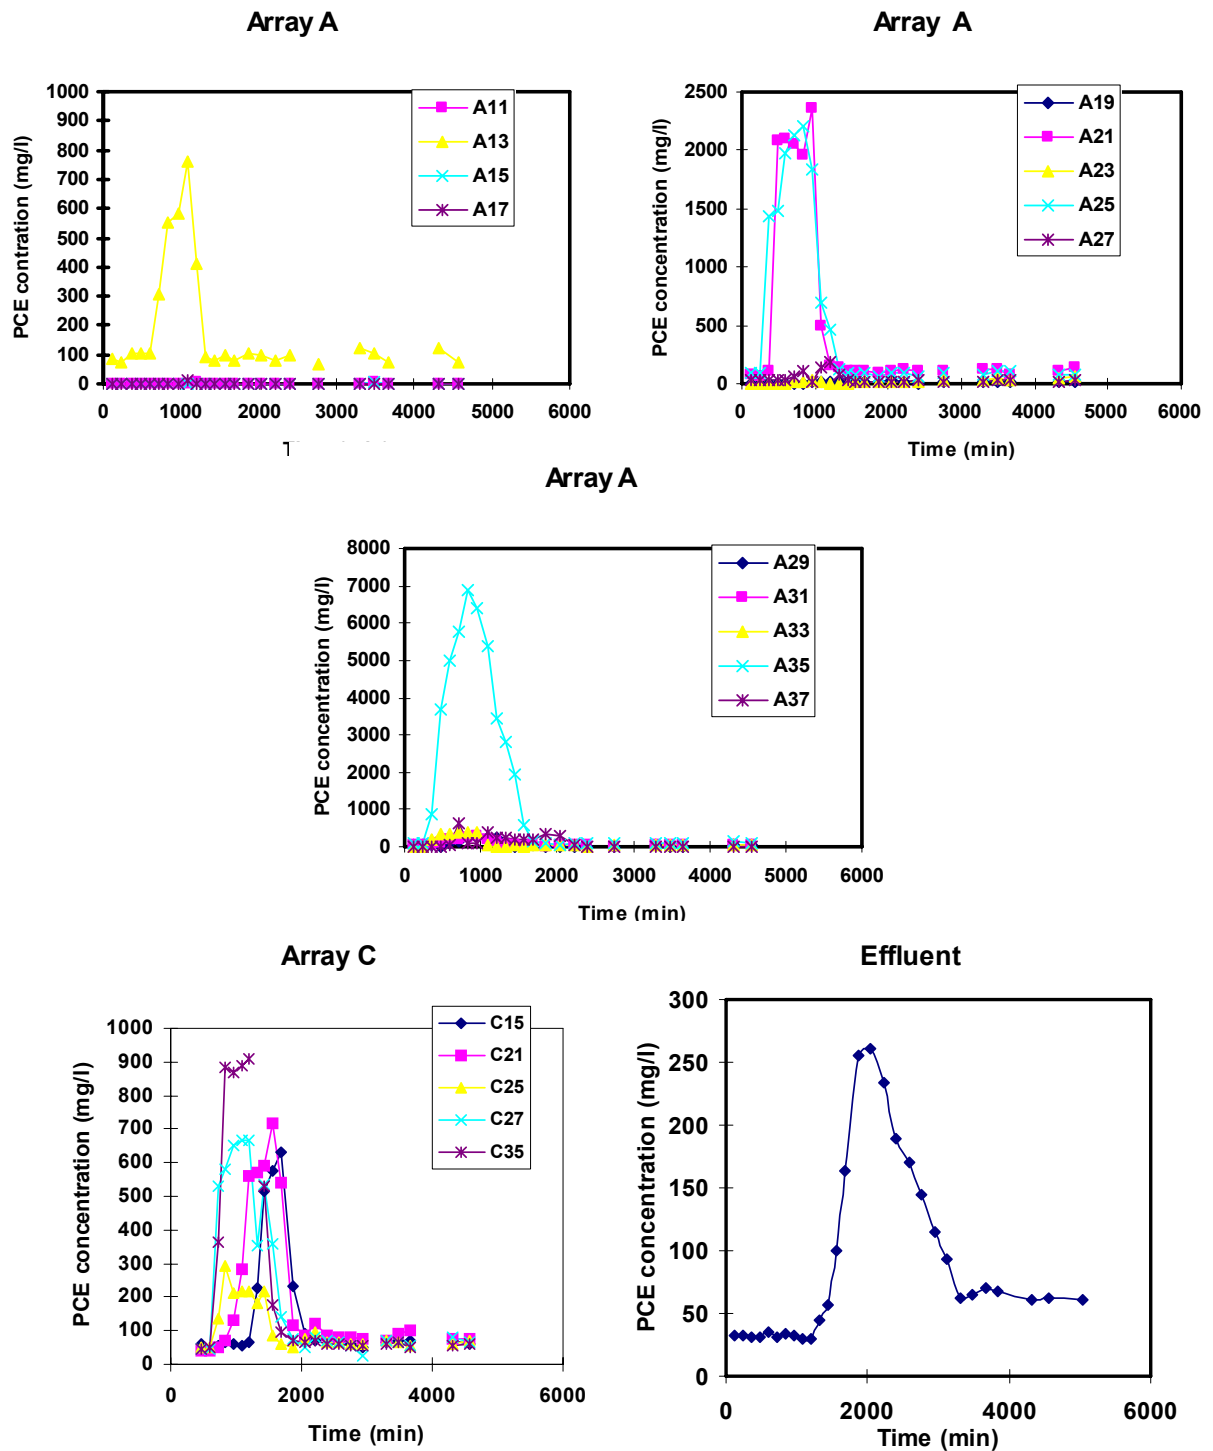 Array A
PCE contration (mg/l)
1000
900
800
700
600
500
400
300
200
100
0
0 1000 2000 3000 4000 5000 6000
A11
A13
A15
A17
Array A
PCE concentration (mg/l)
2500
2000
1500
1000
500
0
0 1000 2000 3000 4000 5000 6000
Time (min)
A19
A21
A23
A25
A27
Array A
PCE concentration (mg/l)
8000
7000
6000
5000
4000
3000
2000
1000
0
0 1000 2000 3000 4000 5000 6000
Time (min)
A29
A31
A33
A35
A37
Array C
PCE concentration (mg/l)
1000
900
800
700
600
500
400
300
200
100
0
0 2000 4000 6000
Time (min)
C15
C21
C25
C27
C35
Effluent
PCE concentration (mg/l)
300
250
200
150
100
50
0
0 2000 4000 6000
Time (min)